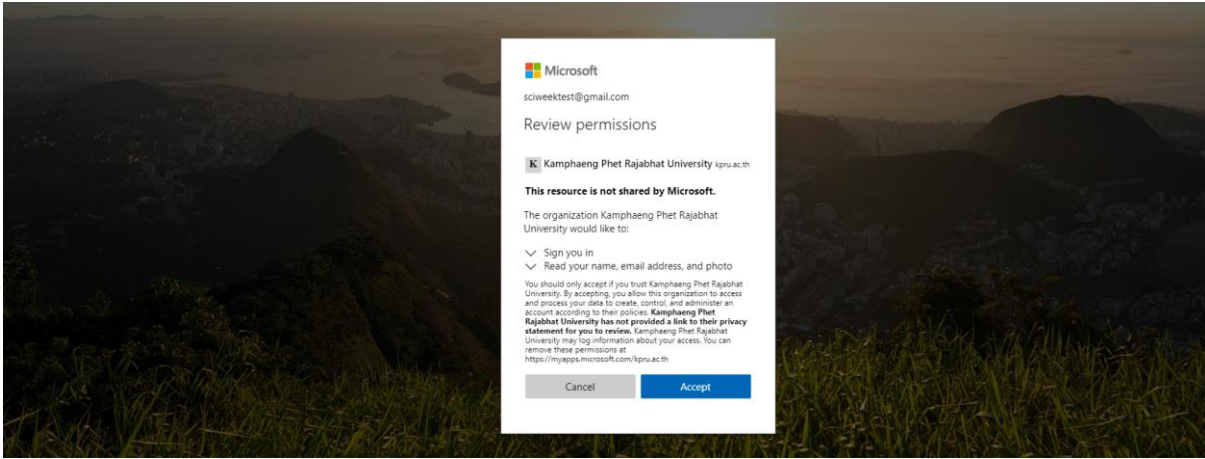 Microsoft
sciweektest@gmail.com
Review permissions
K Kamphaeng Phet Rajabhat University kpru.ac.th
This resource is not shared by Microsoft.
The organization Kamphaeng Phet Rajabhat
University would like to:
Sign you in
Read your name, email address, and photo
You should only accept if you trust Kamphaeng Phet Rajabhat
University. By accepting, you allow this organization to access
and process your data to create, control, and administer an
account according to their policies. Kamphaeng Phet
Rajabhat University has not provided a link to their privacy
statement for you to review. Kamphaeng Phet Rajabhat
University may log information about your access. You can
remove these permissions at
https://myapps.microsoft.com/kpru.ac.th
Cancel Accept